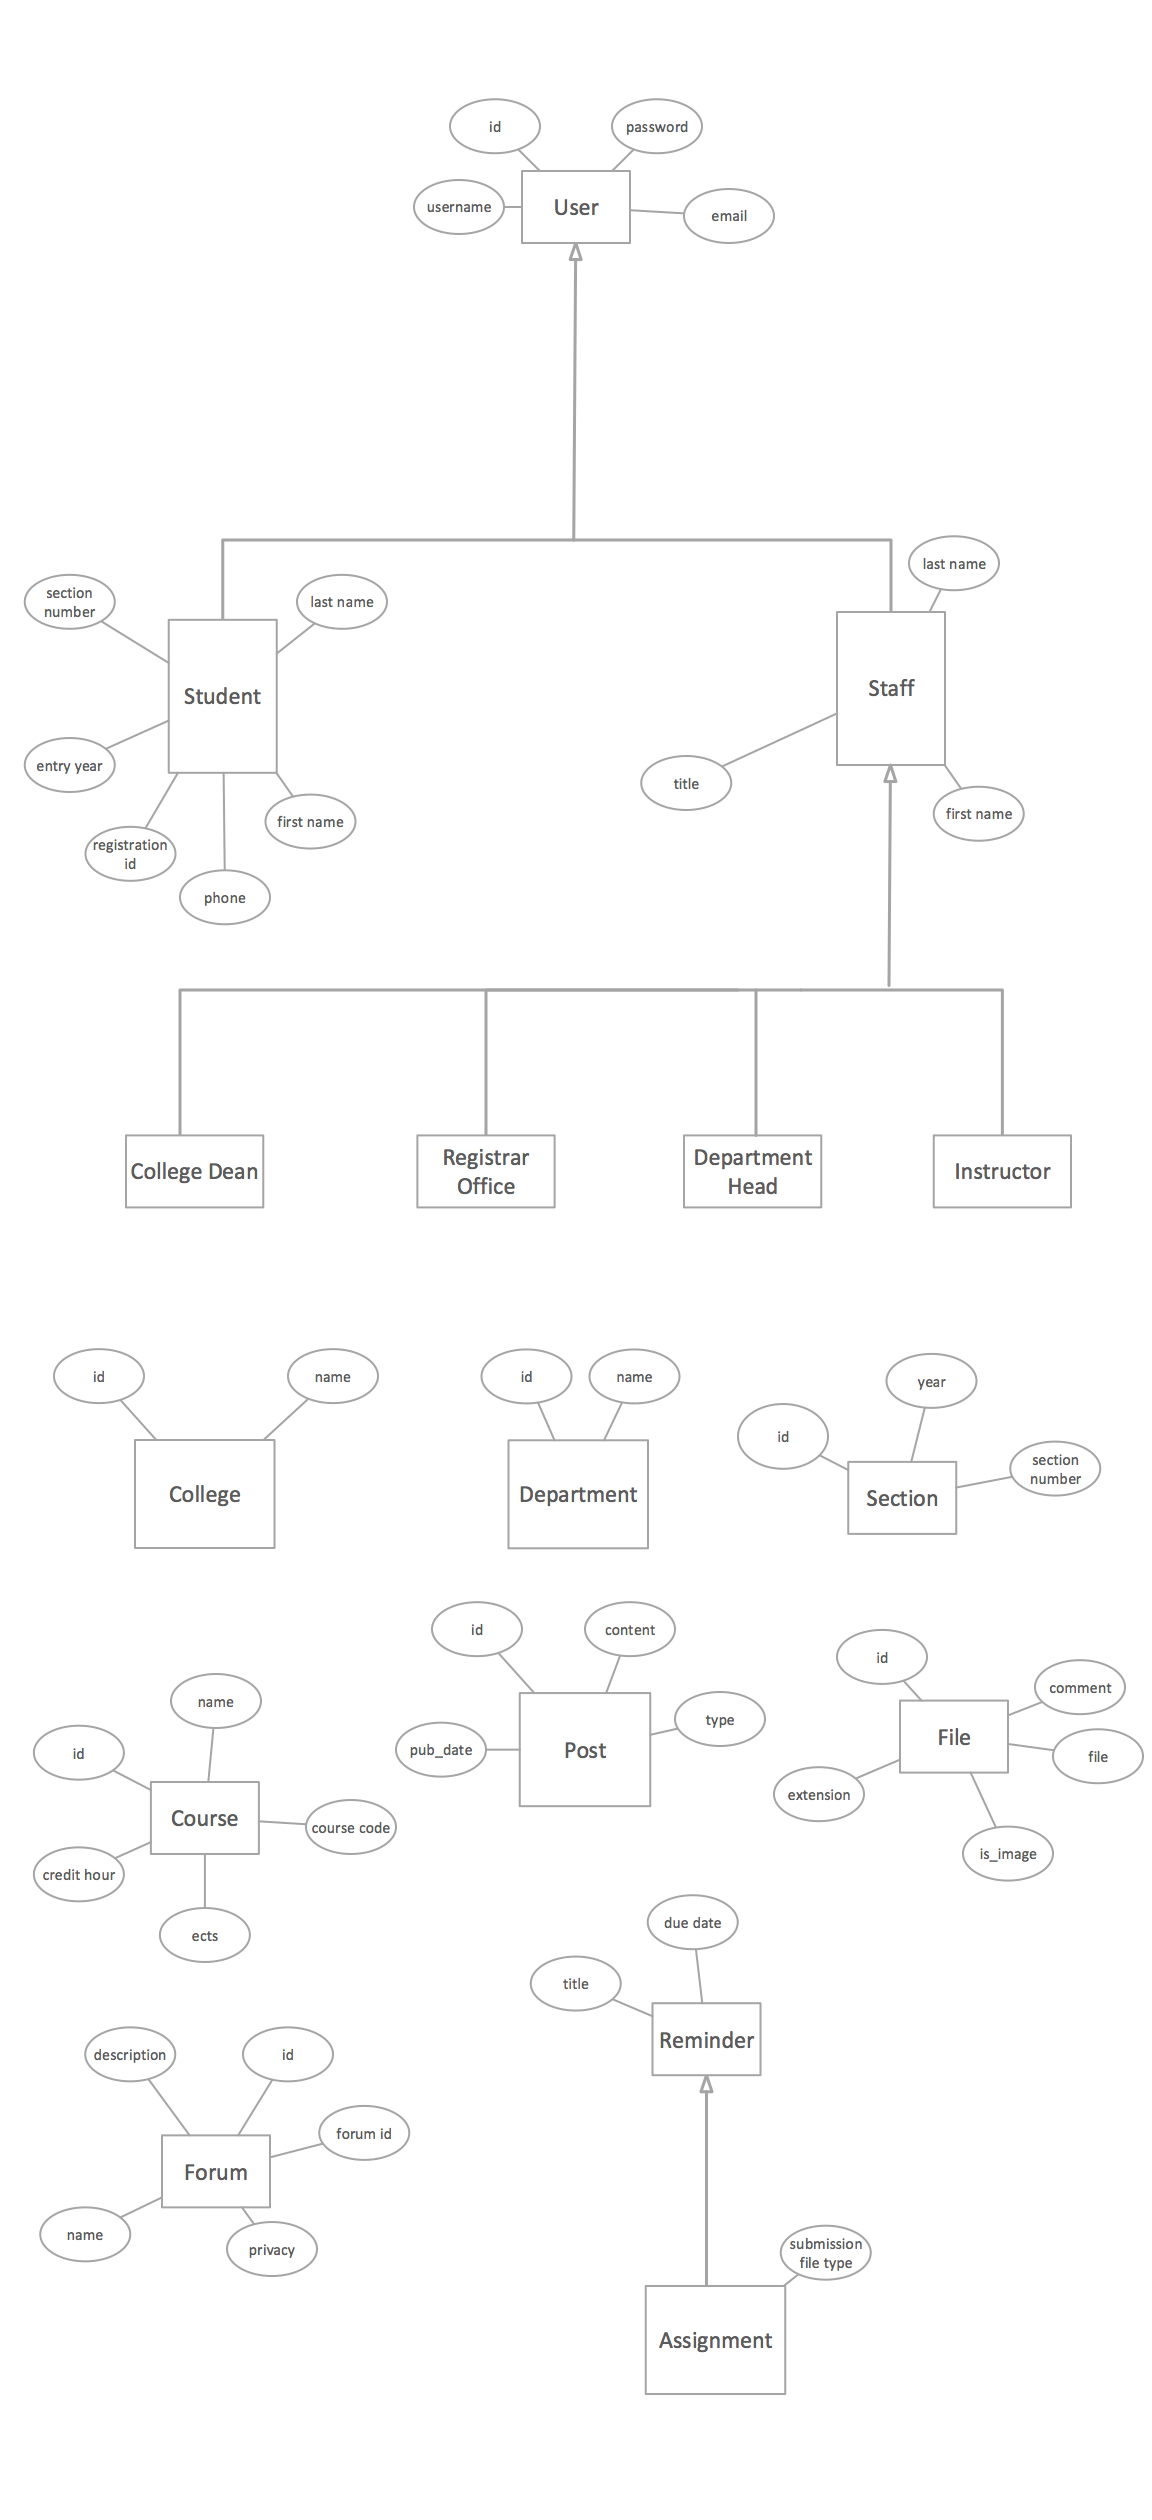 id
password
username
User
email
last name
section
number
last name
Student
Staff
entry year
title
first name
first name
registration
id
phone
College Dean
Registrar
Office
Department
Head
Instructor
id
name
id
name
year
id
section
number
College
Department
Section
id
content
id
comment
name
type
pub_date
Post
File
file
id
extension
Course
course code
is_image
credit hour
ects
due date
title
Reminder
description
id
forum id
Forum
name
privacy
submission
file type
Assignment